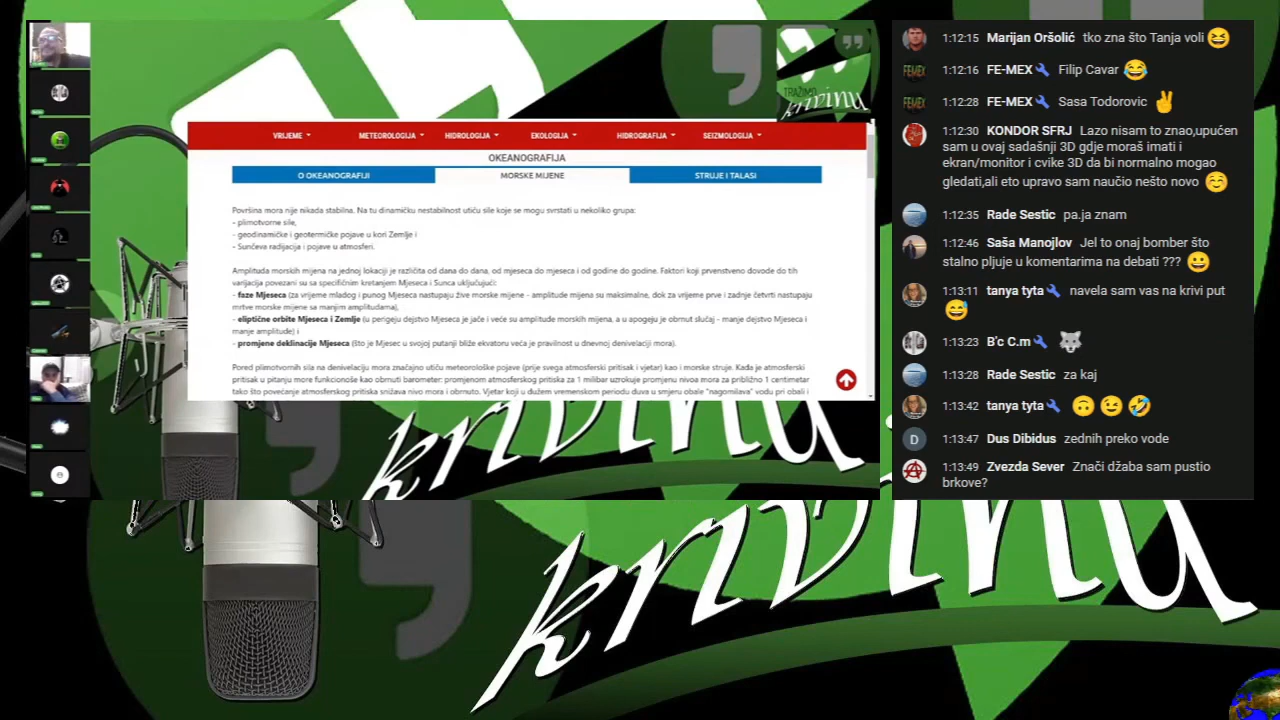 TRAŽIMO
krivinu
VRIJEME
METEOROLOGIJA
HIDROLOGIJA
EKOLOGIJA
HIDROGRAFIJA
SEIZMOLOGIJA
OKEANOGRAFIJA
O OKEANOGRAFIJI
MORSKE MIJENE
STRUJE I TALASI
Površina mora nije nikada stabilna. Na tu dinamičku nestabilnost utiču sile koje se mogu svrstati u nekoliko grupa:
- plimotvorne sile,
- geodinamičke i geotermičke pojave u kori Zemlje i
- Sunčeva radijacija i pojave u atmosferi.
Amplituda morskih mijena na jednoj lokaciji je različita od dana do dana, od mjeseca do mjeseca i od godine do godine. Faktori koji prvenstveno dovode do tih
varijacija povezani su sa specifičnim kretanjem Mjeseca i Sunca uključujući:
- faze Mjeseca (za vrijeme mladog i punog Mjeseca nastupaju žive morske mijene - amplitude mijena su maksimalne, dok za vrijeme prve i zadnje četvrti nastupaju
mrtve morske mijene sa manjim amplitudama),
- eliptične orbite Mjeseca i Zemlje (u perigeju dejstvo Mjeseca je jače i veće su amplitude morskih mijena, a u apogeju je obrnut slučaj - manje dejstvo Mjeseca i
manje amplitude) i
- promjene deklinacije Mjeseca (što je Mjesec u svojoj putanji bliže ekvatoru veća je pravilnost u dnevnoj denivelaciji mora).
Pored plimotvornih sila na denivelaciju mora značajno utiču meteorološke pojave (prije svega atmosferski pritisak i vjetar) kao i morske struje. Kada je atmosferski
pritisak u pitanju more funkcionoše kao obrnuti barometer: promjenom atmosferskog pritiska za 1 milibar uzrokuje promjenu nivoa mora za približno 1 centimetar
tako što povećanje atmosferskog pritiska snižava nivo mora i obrnuto. Vjetar koji u dužem vremenskom periodu duva u smjeru obale "nagomilava" vodu pri obali i
krivinu
krivinu
1:12:15 Marijan Oršolić tko zna što Tanja voli 😆
1:12:16 FE-MEX Filip Cavar 😂
1:12:28 FE-MEX Sasa Todorovic ✌
1:12:30 KONDOR SFRJ Lazo nisam to znao,upućen
sam u ovaj sadašnji 3D gdje moraš imati i
ekran/monitor i cvike 3D da bi normalno mogao
gledati,ali eto upravo sam naučio nešto novo ☺
1:12:35 Rade Sestic pa.ja znam
1:12:46 Saša Manojlov Jel to onaj bomber što
stalno pljuje u komentarima na debati ??? 😀
1:13:11 tanya tyta navela sam vas na krivi put
😅
1:13:23 B'c C.m 🐺
1:13:28 Rade Sestic za kaj
1:13:42 tanya tyta 🙃 😉 🤣
D
1:13:47 Dus Dibidus zednih preko vode
1:13:49 Zvezda Sever Znači džaba sam pustio
brkove?